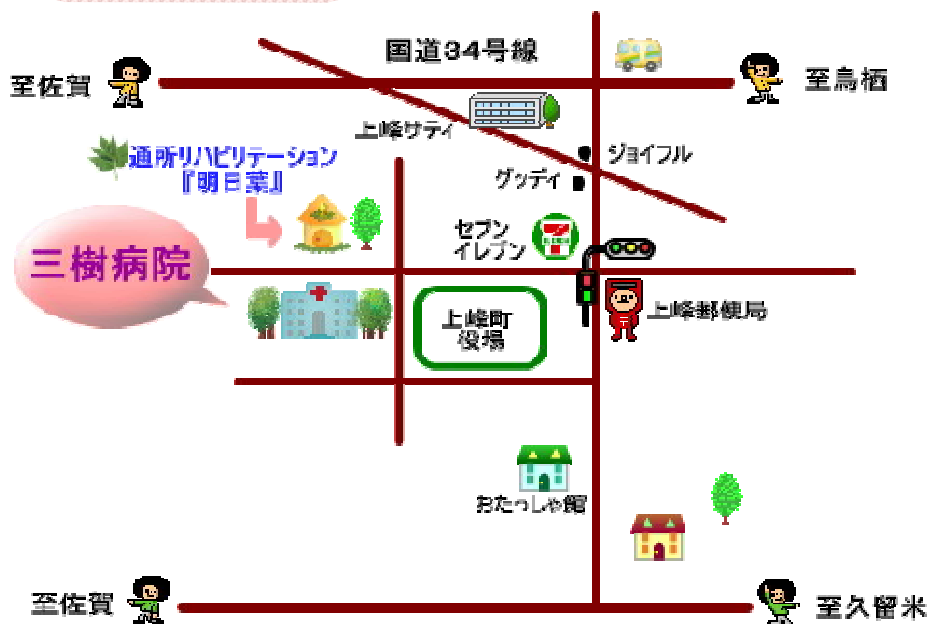 国道34号線
至佐賀
至鳥栖
上峰サティ
ジョイフル
グッディ
通所リハビリテーション
『明日葉』
セブン
イレブン
三樹病院
上峰町
役場
上峰郵便局
おたっしゃ館
至佐賀
至久留米